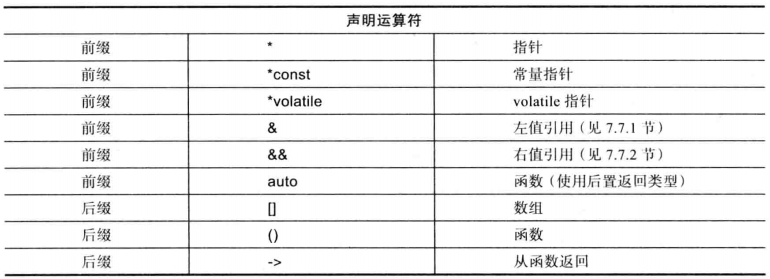 声明运算符
前缀 * 指针
前缀 *const 常量指针
前缀 *volatile volatile 指针
前缀 & 左值引用（见 7.7.1 节）
前缀 && 右值引用（见 7.7.2 节）
前缀 auto 函数（使用后置返回类型）
后缀 [] 数组
后缀 () 函数
后缀 -> 从函数返回